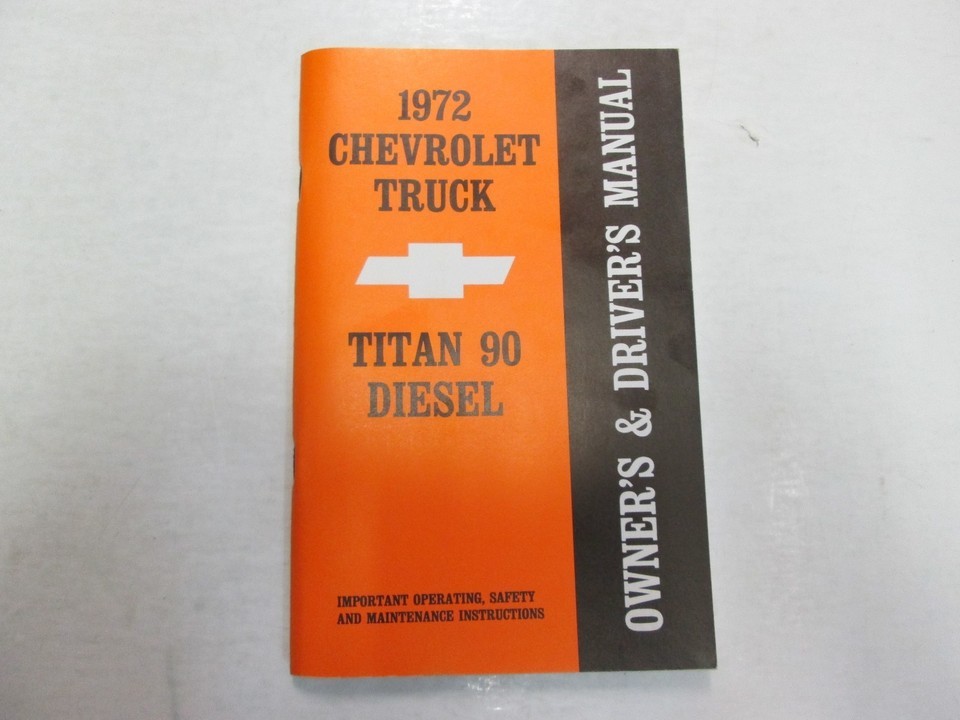 1972
CHEVROLET
TRUCK
TITAN 90
DIESEL
IMPORTANT OPERATING, SAFETY
AND MAINTENANCE INSTRUCTIONS
OWNER'S & DRIVER'S MANUAL